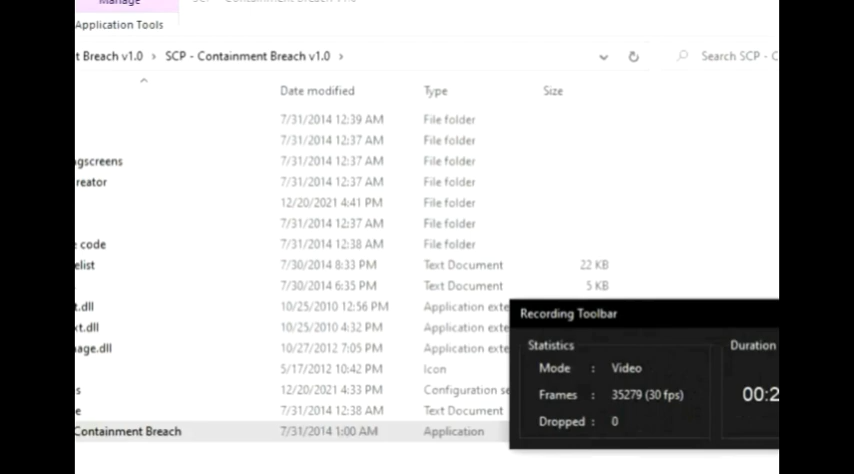 Manage
Application Tools
t Breach v1.0 › SCP - Containment Breach v1.0 ›
Search SCP - C
Date modified Type Size
7/31/2014 12:39 AM File folder
7/31/2014 12:37 AM File folder
gscreens 7/31/2014 12:37 AM File folder
reator 7/31/2014 12:37 AM File folder
12/20/2021 4:41 PM File folder
7/31/2014 12:37 AM File folder
code 7/31/2014 12:38 AM File folder
elist 7/30/2014 8:33 PM Text Document 22 KB
7/30/2014 6:35 PM Text Document 5 KB
t.dll 10/25/2010 12:56 PM Application exte
xt.dll 10/25/2010 4:32 PM Application exte
nage.dll 10/27/2012 7:05 PM Application exte
5/17/2012 10:42 PM Icon
s 12/20/2021 4:33 PM Configuration se
e 7/31/2014 12:38 AM Text Document
Containment Breach 7/31/2014 1:00 AM Application
Recording Toolbar
Statistics
Mode : Video
Frames : 35279 (30 fps)
Dropped : 0
Duration
00:2